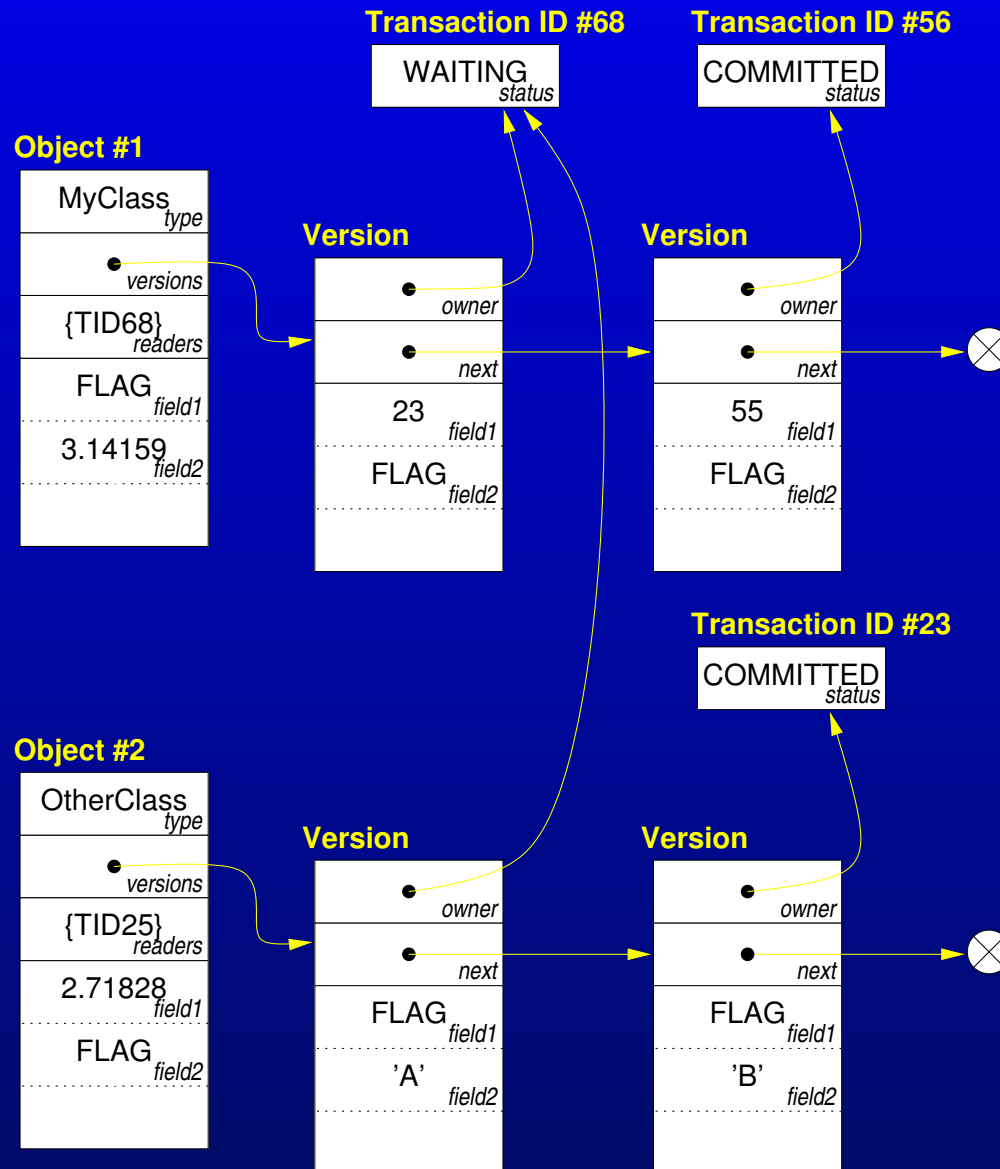 Transaction ID #68
WAITING
status
Transaction ID #56
COMMITTED
status
Object #1
MyClass
type
versions
{TID68}
readers
FLAG
field1
3.14159
field2
Version
owner
next
23
field1
FLAG
field2
Version
owner
next
55
field1
FLAG
field2
Transaction ID #23
COMMITTED
status
Object #2
OtherClass
type
versions
{TID25}
readers
2.71828
field1
FLAG
field2
Version
owner
next
FLAG
field1
'A'
field2
Version
owner
next
FLAG
field1
'B'
field2